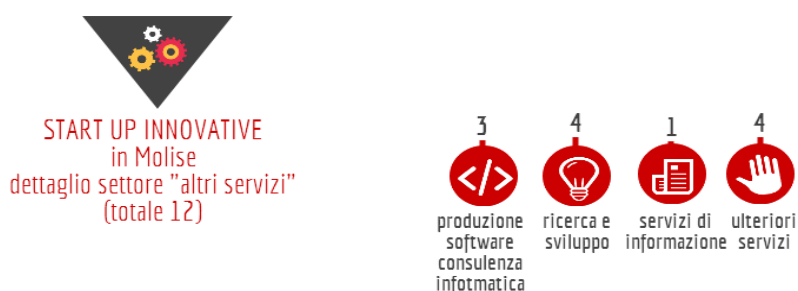 START UP INNOVATIVE
in Molise
dettaglio settore "altri servizi"
(totale 12)
3
</>
produzione
software
consulenza
infotmatica
4
ricerca e
sviluppo
1
servizi di
informazione
4
ulteriori
servizi